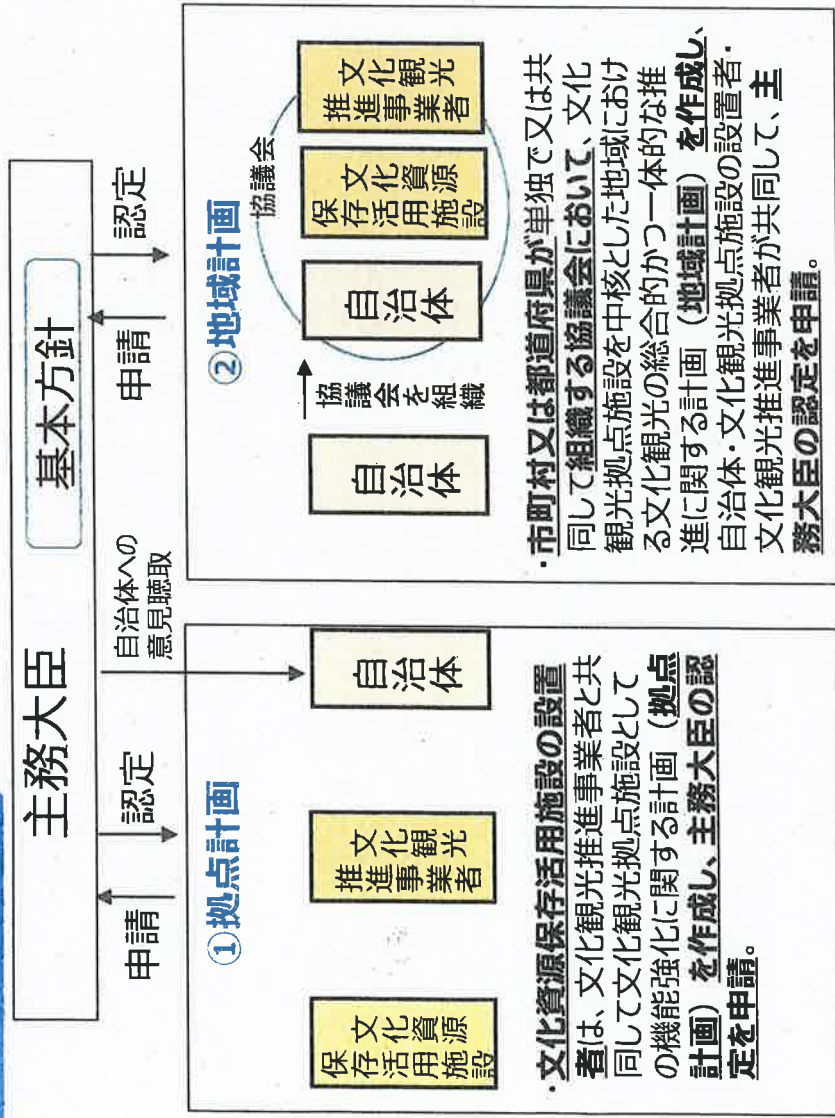 主務大臣
基本方針
申請
認定
自治体への
意見聴取
申請
認定
①拠点計画
文化資源
保存活用施設
文化観光
推進事業者
自治体
・文化資源保存活用施設の設置
者は、文化観光推進事業者と共
同して文化観光拠点施設として
の機能強化に関する計画（拠点
計画）を作成し、主務大臣の認
定を申請。
②地域計画
自治体
協議会を組織
協議会
自治体
文化資源
保存活用施設
文化観光
推進事業者
・市町村又は都道府県が単独で又は共
同して組織する協議会において、文化
観光拠点施設を中核とした地域におけ
る文化観光の総合的かつ一体的な推
進に関する計画（地域計画）を作成し、
自治体・文化観光拠点施設の設置者・
文化観光推進事業者が共同して、主
務大臣の認定を申請。